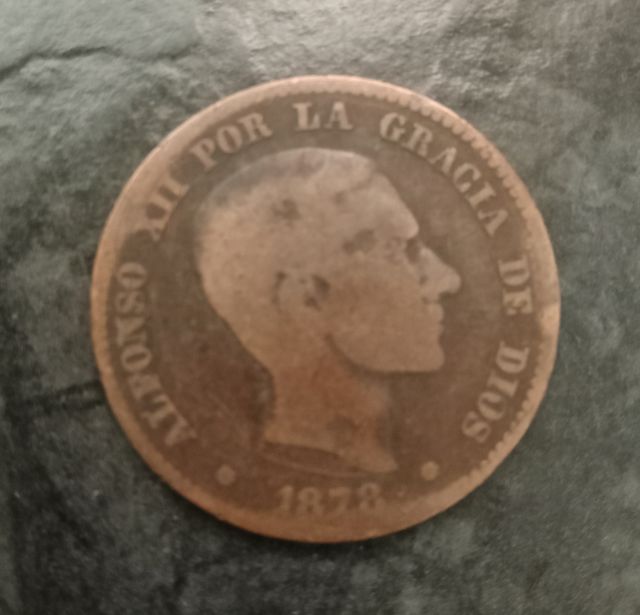 ALFONSO XII POR LA GRACIA DE DIOS
1878